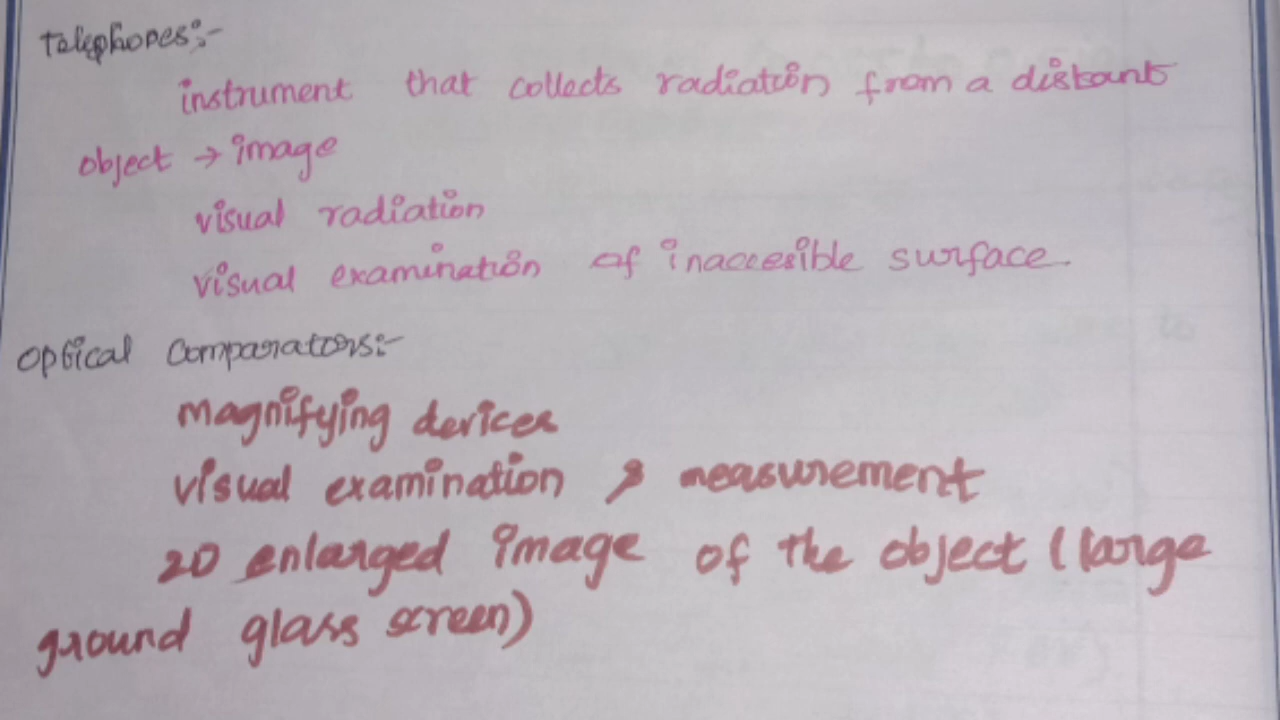 Telephones:-
instrument that collects radiation from a distant
object → image
visual radiation
visual examination of inaccesible surface.
Optical Comparators:-
magnifying devices
visual examination & measurement
2D enlarged image of the object (large
ground glass screen)